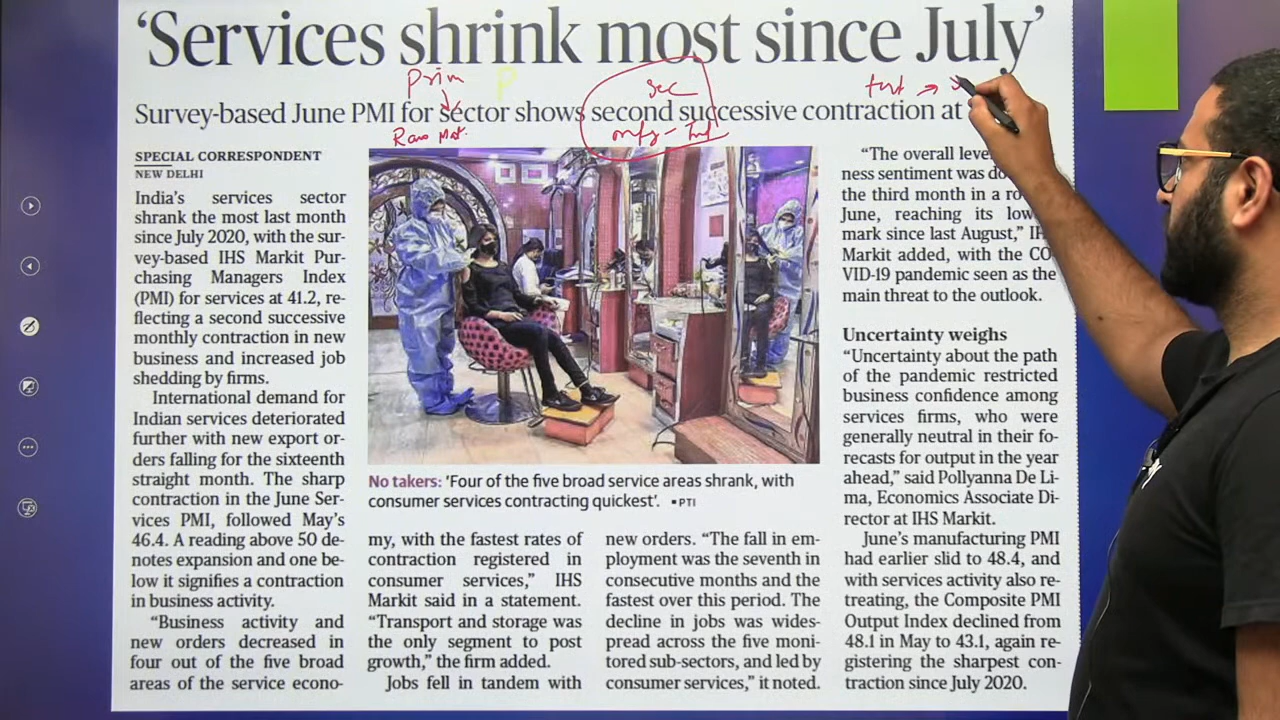 ‘Services shrink most since July’
prim
P
sec
tert →
Survey-based June PMI for sector shows second successive contraction at
Raw Mat.
SPECIAL CORRESPONDENT
NEW DELHI
India’s services sector
shrank the most last month
since July 2020, with the sur-
vey-based IHS Markit Pur-
chasing Managers Index
(PMI) for services at 41.2, re-
flecting a second successive
monthly contraction in new
business and increased job
shedding by firms.
International demand for
Indian services deteriorated
further with new export or-
ders falling for the sixteenth
straight month. The sharp
contraction in the June Ser-
vices PMI, followed May’s
46.4. A reading above 50 de-
notes expansion and one be-
low it signifies a contraction
in business activity.
“Business activity and
new orders decreased in
four out of the five broad
areas of the service econo-
No takers: ‘Four of the five broad service areas shrank, with
consumer services contracting quickest’. ▪PTI
my, with the fastest rates of
contraction registered in
consumer services,” IHS
Markit said in a statement.
“Transport and storage was
the only segment to post
growth,” the firm added.
Jobs fell in tandem with
new orders. “The fall in em-
ployment was the seventh in
consecutive months and the
fastest over this period. The
decline in jobs was wides-
pread across the five moni-
tored sub-sectors, and led by
consumer services,” it noted.
“The overall leve
ness sentiment was do
the third month in a ro
June, reaching its low
mark since last August,” IH
Markit added, with the CO
VID-19 pandemic seen as the
main threat to the outlook.
Uncertainty weighs
“Uncertainty about the path
of the pandemic restricted
business confidence among
services firms, who were
generally neutral in their fo-
recasts for output in the year
ahead,” said Pollyanna De Li-
ma, Economics Associate Di-
rector at IHS Markit.
June’s manufacturing PMI
had earlier slid to 48.4, and
with services activity also re-
treating, the Composite PMI
Output Index declined from
48.1 in May to 43.1, again re-
gistering the sharpest con-
traction since July 2020.